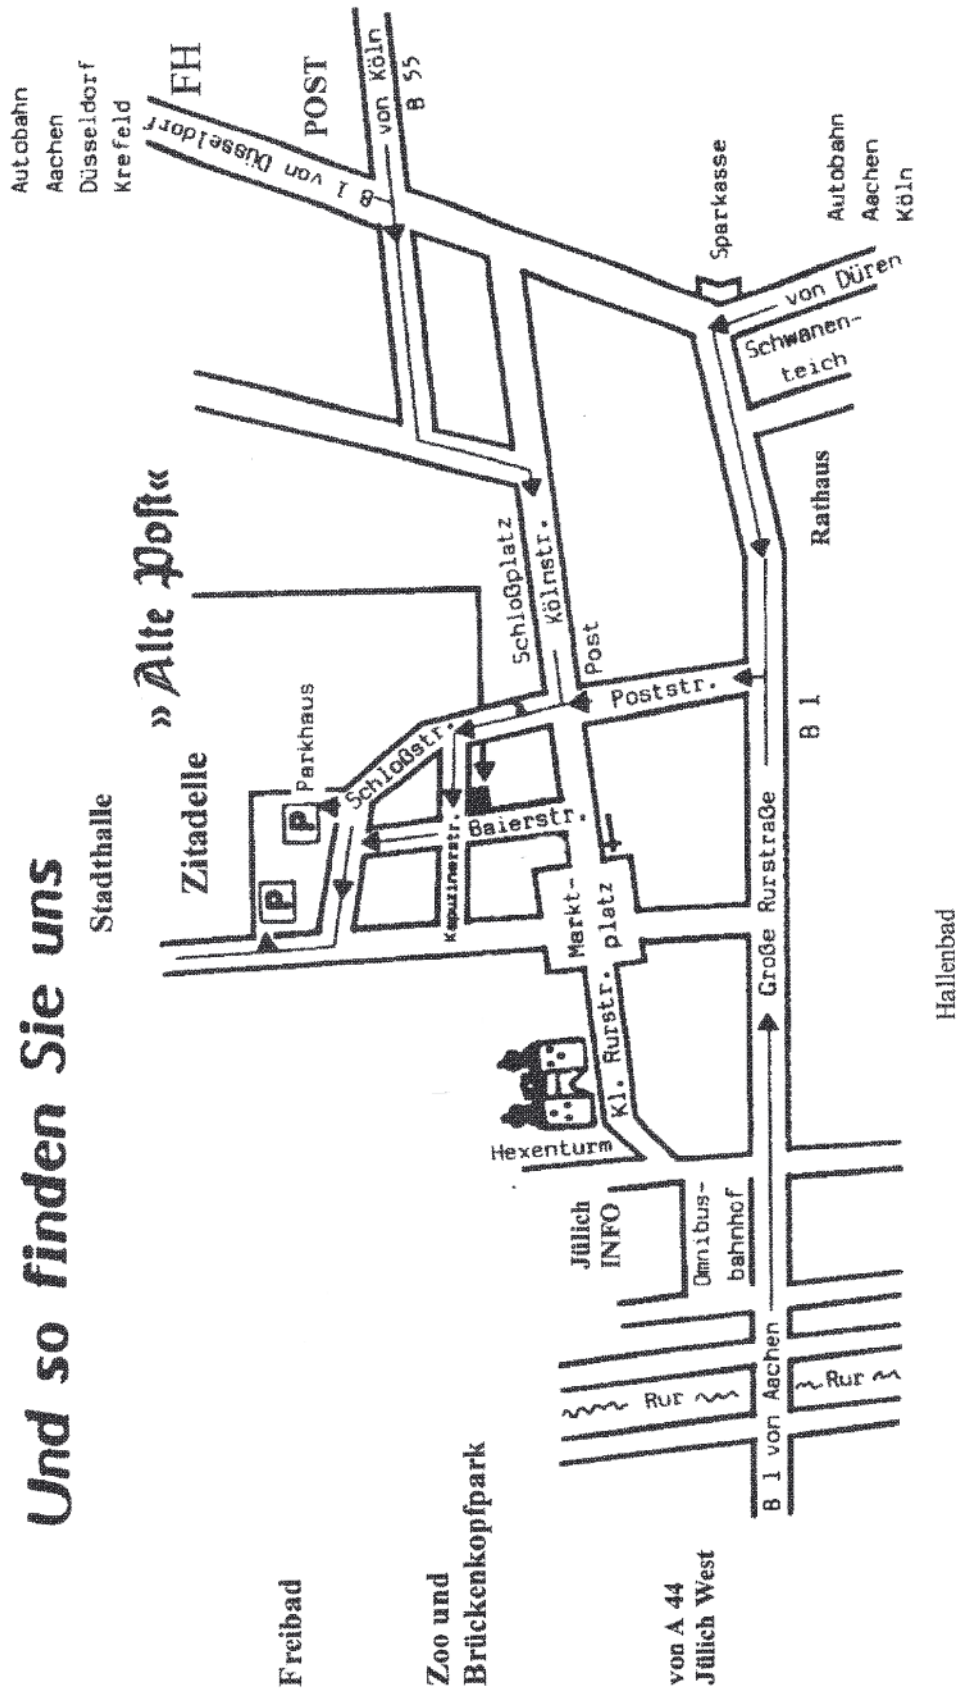 Und so finden Sie uns
» Alte Post «
Stadthalle
Zitadelle
Autobahn
Aachen
Düsseldorf
Krefeld
FH
POST
B 1 von Düsseldorf
von Köln
B 55
Freibad
P
P
Parkhaus
Schloßstr.
Zoo und
Brückenkopfpark
Kapuzinerstr.
Baierstr.
Schloßplatz
Kölnstr.
Post
Hexenturm
Markt-
platz
Kl. Rurstr.
Jülich
INFO
Poststr.
Sparkasse
Omnibus-
bahnhof
Rur
Rur
von A 44
Jülich West
B 1 von Aachen
Große Rurstraße
B 1
Rathaus
Schwanen-
teich
von Düren
Autobahn
Aachen
Köln
Hallenbad